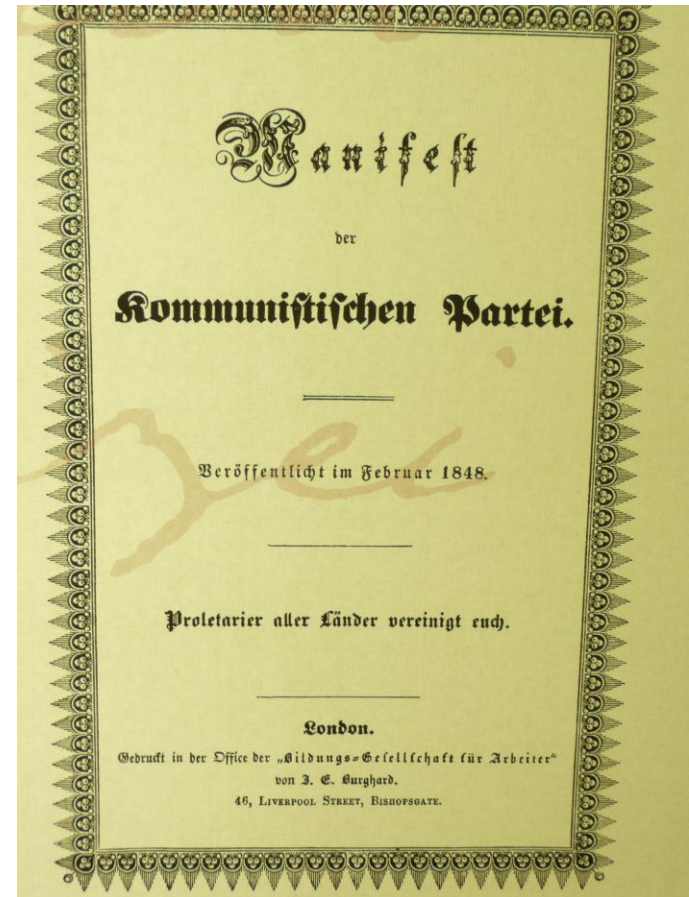 Manifest
der
Kommunistischen Partei.
Veröffentlicht im Februar 1848.
Proletarier aller Länder vereinigt euch.
London.
Gedruckt in der Office der „Bildungs=Gesellschaft für Arbeiter“
von J. E. Burghard.
46, LIVERPOOL STREET, BISHOPSGATE.